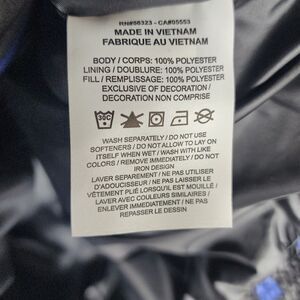 RN#56323 - CA#05553
MADE IN VIETNAM
FABRIQUE AU VIETNAM
BODY / CORPS: 100% POLYESTER
LINING / DOUBLURE: 100% POLYESTER
FILL / REMPLISSAGE: 100% POLYESTER
EXCLUSIVE OF DECORATION /
DECORATION NON COMPRISE
30C
WASH SEPARATELY / DO NOT USE
SOFTENERS / DO NOT ALLOW TO LAY ON
ITSELF WHEN WET / WASH WITH LIKE
COLORS / REMOVE IMMEDIATELY / DO NOT
IRON DESIGN
LAVER SEPAREMENT / NE PAS UTILISER
D'ADOUCISSEUR / NE PAS LAISSER LE
VÊTEMENT PLIÉ LORSQU'IL EST MOUILLÉ /
LAVER AVEC COULEURS SIMILAIRES /
ENLEVER IMMÉDIATEMENT / NE PAS
REPASSER LE DESSIN